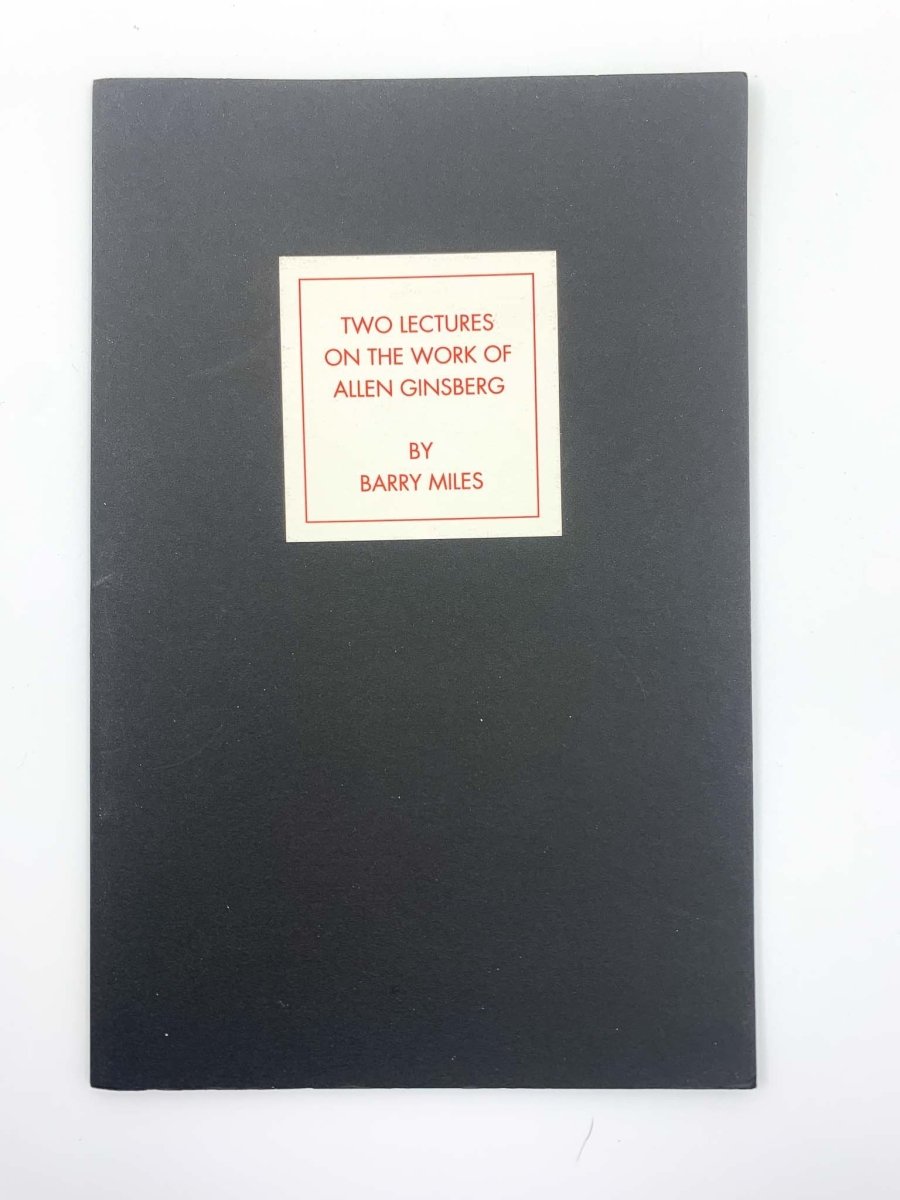 TWO LECTURES
ON THE WORK OF
ALLEN GINSBERG
BY
BARRY MILES